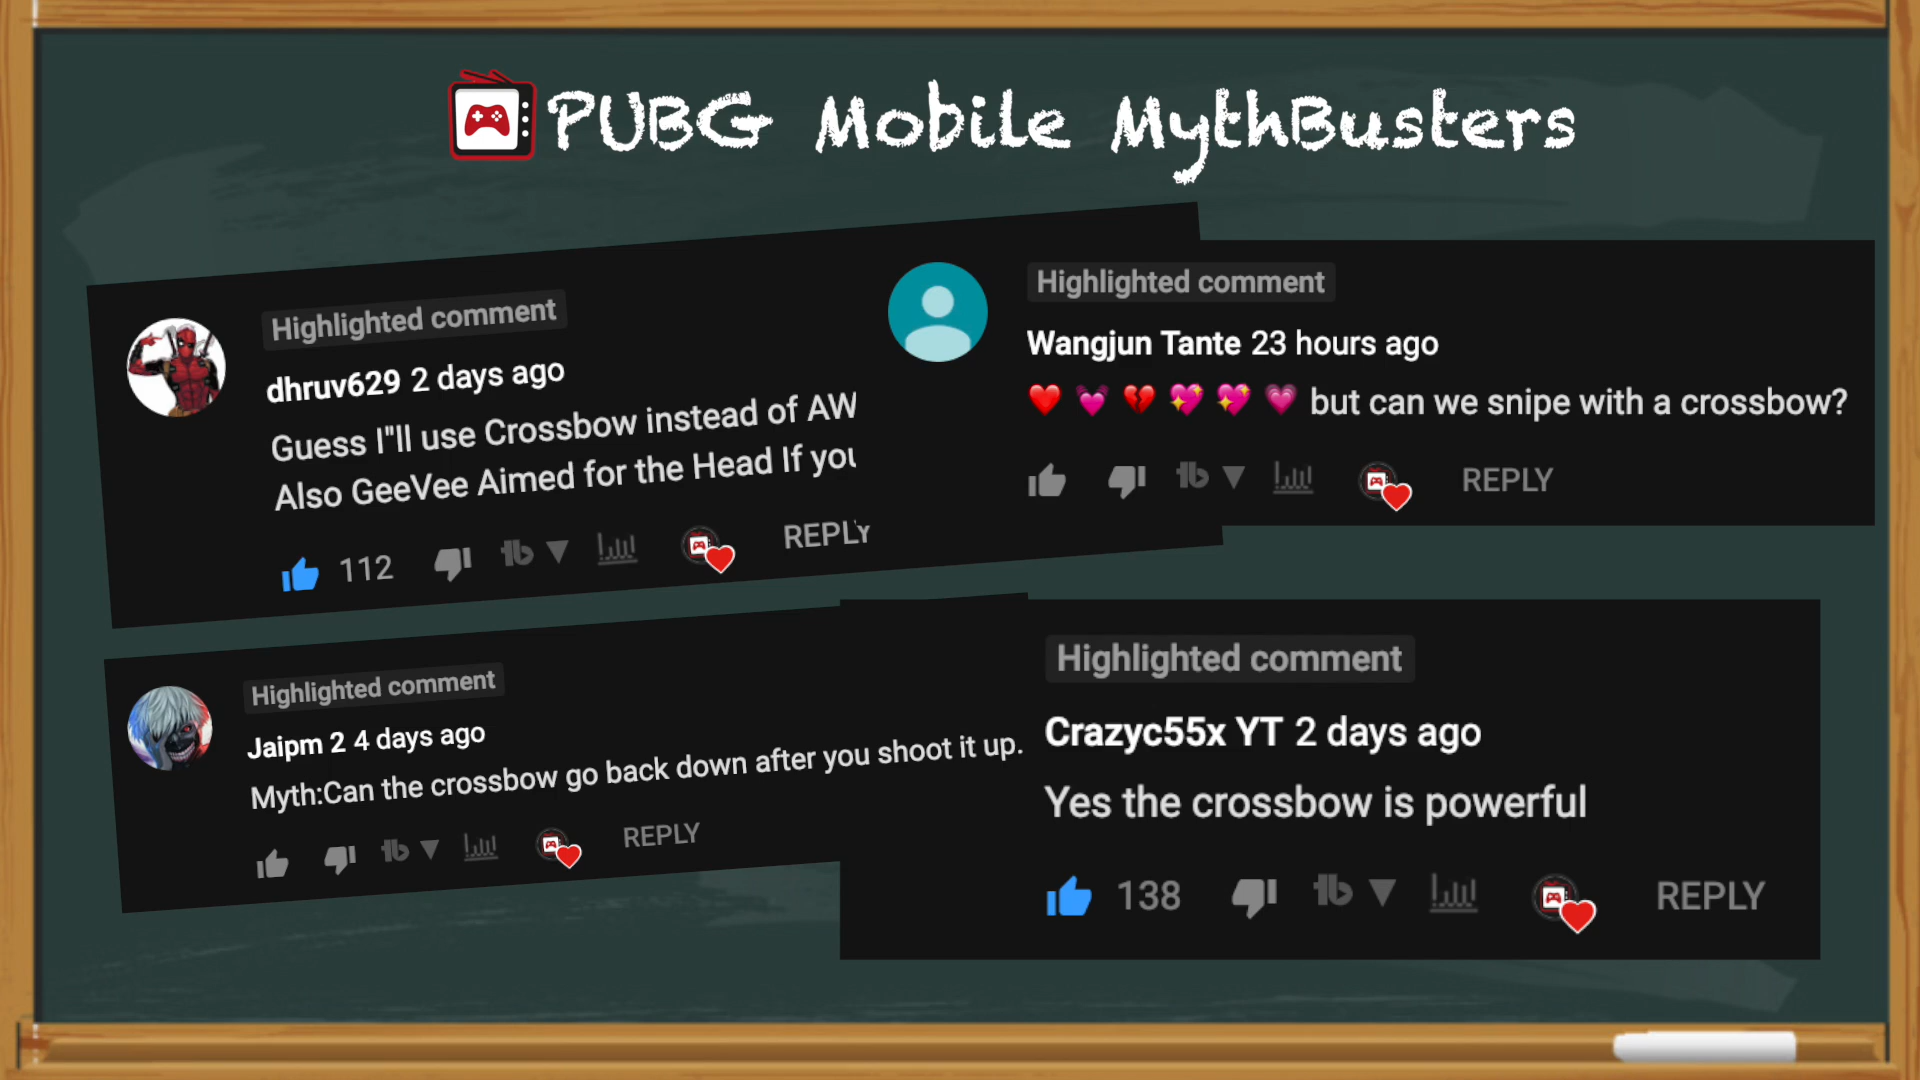 PUBG Mobile MythBusters
Highlighted comment
dhruv629 2 days ago
Guess I"ll use Crossbow instead of AW
Also GeeVee Aimed for the Head If you
112
REPLY
Highlighted comment
Wangjun Tante 23 hours ago
❤️ 💓 💔 💖 💖 💗 but can we snipe with a crossbow?
REPLY
Highlighted comment
Jaipm 2 4 days ago
Myth:Can the crossbow go back down after you shoot it up.
REPLY
Highlighted comment
Crazyc55x YT 2 days ago
Yes the crossbow is powerful
138
REPLY